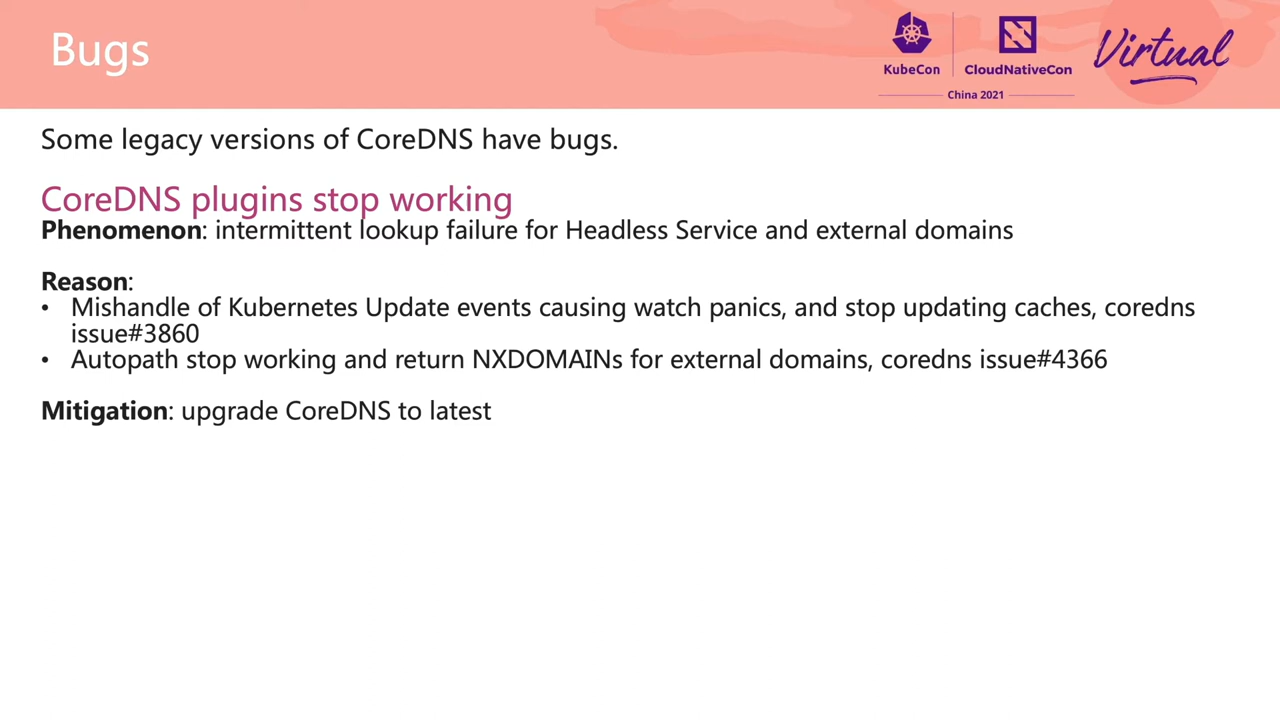 Bugs
KubeCon
CloudNativeCon
China 2021
Virtual
Some legacy versions of CoreDNS have bugs.
CoreDNS plugins stop working
Phenomenon: intermittent lookup failure for Headless Service and external domains
Reason:
• Mishandle of Kubernetes Update events causing watch panics, and stop updating caches, coredns
issue#3860
• Autopath stop working and return NXDOMAINs for external domains, coredns issue#4366
Mitigation: upgrade CoreDNS to latest